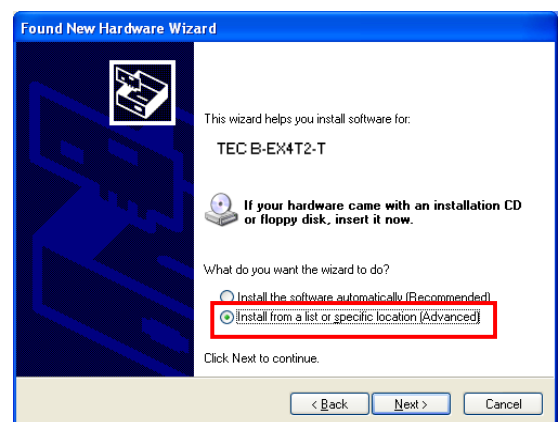 Found New Hardware Wizard
This wizard helps you install software for:
TEC B-EX4T2-T
If your hardware came with an installation CD
or floppy disk, insert it now.
What do you want the wizard to do?
Install the software automatically (Recommended)
Install from a list or specific location (Advanced)
Click Next to continue.
< Back
Next >
Cancel